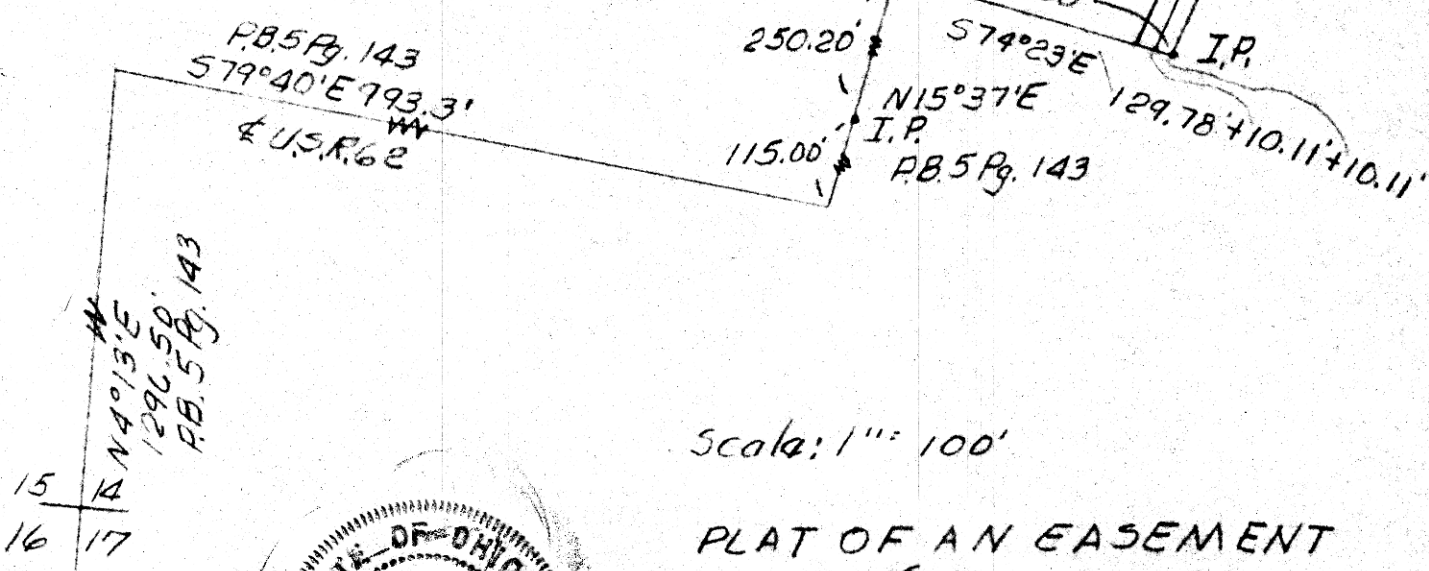 P.B.5 Pg. 143
S79°40'E 793.3'
℄ U.S.R.62
250.20'
S74°23'E
I.P.
129.78'+10.11'+10.11'
N15°37'E
I.P.
115.00'
P.B.5 Pg. 143
N4°13'E
1296.50'
P.B.5 Pg. 143
15 14
16 17
Scale: 1"= 100'
OF OHIO
PLAT OF AN EASEMENT